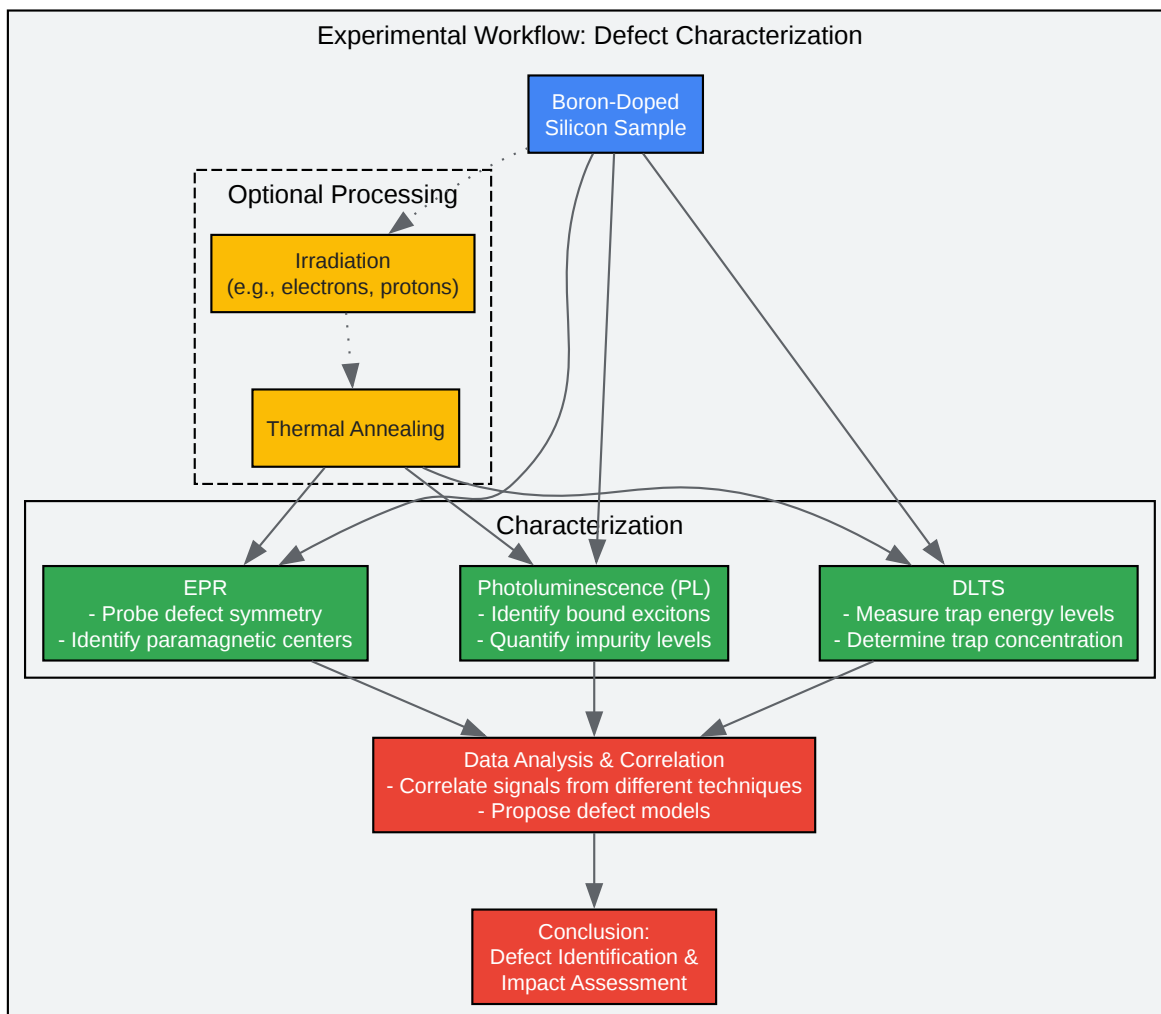 Experimental Workflow: Defect Characterization
Boron-Doped
Silicon Sample
Optional Processing
Irradiation
(e.g., electrons, protons)
Thermal Annealing
Characterization
EPR
- Probe defect symmetry
- Identify paramagnetic centers
Photoluminescence (PL)
- Identify bound excitons
- Quantify impurity levels
DLTS
- Measure trap energy levels
- Determine trap concentration
Data Analysis & Correlation
- Correlate signals from different techniques
- Propose defect models
Conclusion:
Defect Identification &
Impact Assessment